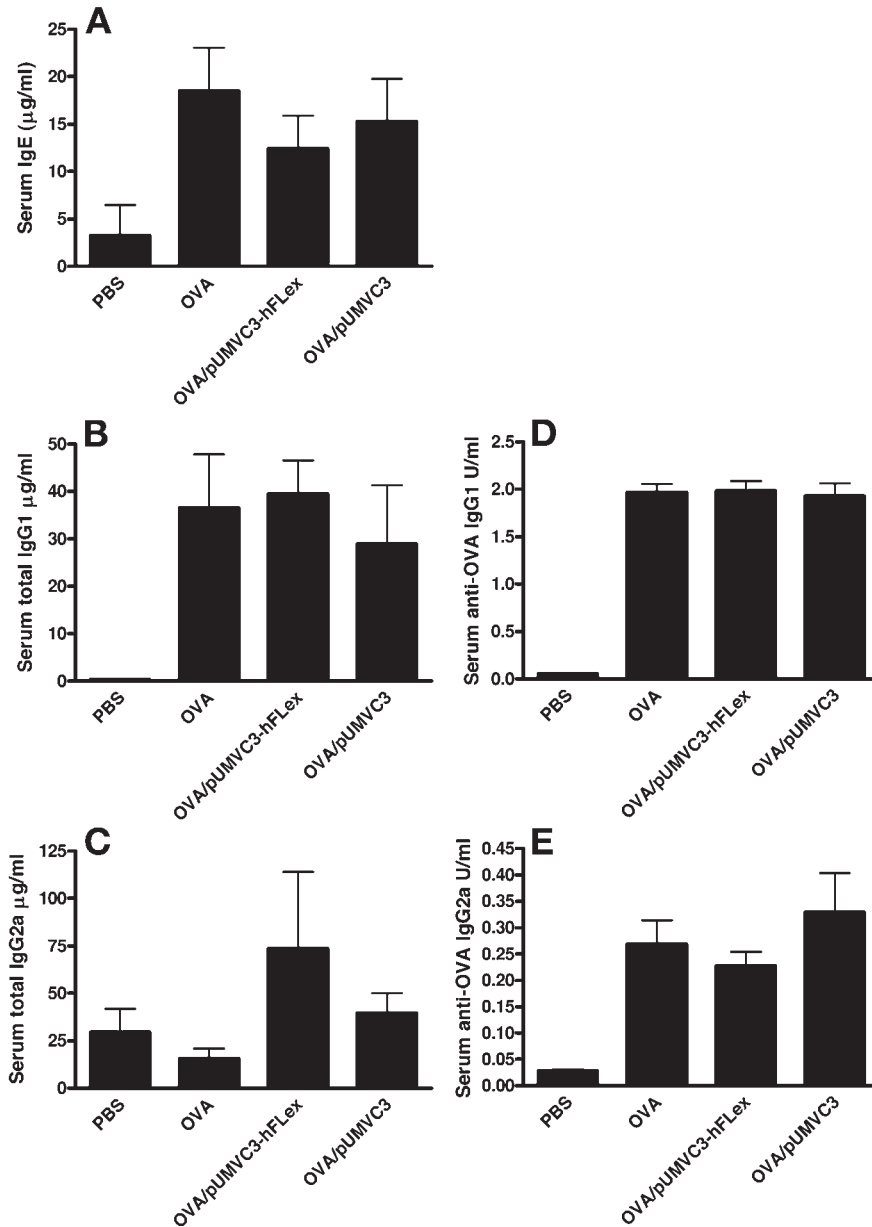 A
Serum IgE (μg/ml)
25
20
15
10
5
0
PBS
OVA
OVA/pUMVC3-hFLex
OVA/pUMVC3
B
Serum total IgG1 μg/ml
50
40
30
20
10
0
PBS
OVA
OVA/pUMVC3-hFLex
OVA/pUMVC3
D
Serum anti-OVA IgG1 U/ml
2.5
2.0
1.5
1.0
0.5
0.0
PBS
OVA
OVA/pUMVC3-hFLex
OVA/pUMVC3
C
Serum total IgG2a μg/ml
125
100
75
50
25
0
PBS
OVA
OVA/pUMVC3-hFLex
OVA/pUMVC3
E
Serum anti-OVA IgG2a U/ml
0.45
0.40
0.35
0.30
0.25
0.20
0.15
0.10
0.05
0.00
PBS
OVA
OVA/pUMVC3-hFLex
OVA/pUMVC3